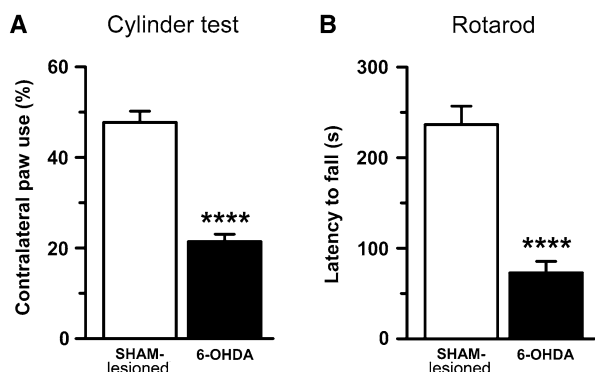 A
Cylinder test
Contralateral paw use (%)
60
40
20
0
****
SHAM-
lesioned
6-OHDA
B
Rotarod
Latency to fall (s)
300
200
100
0
****
SHAM-
lesioned
6-OHDA